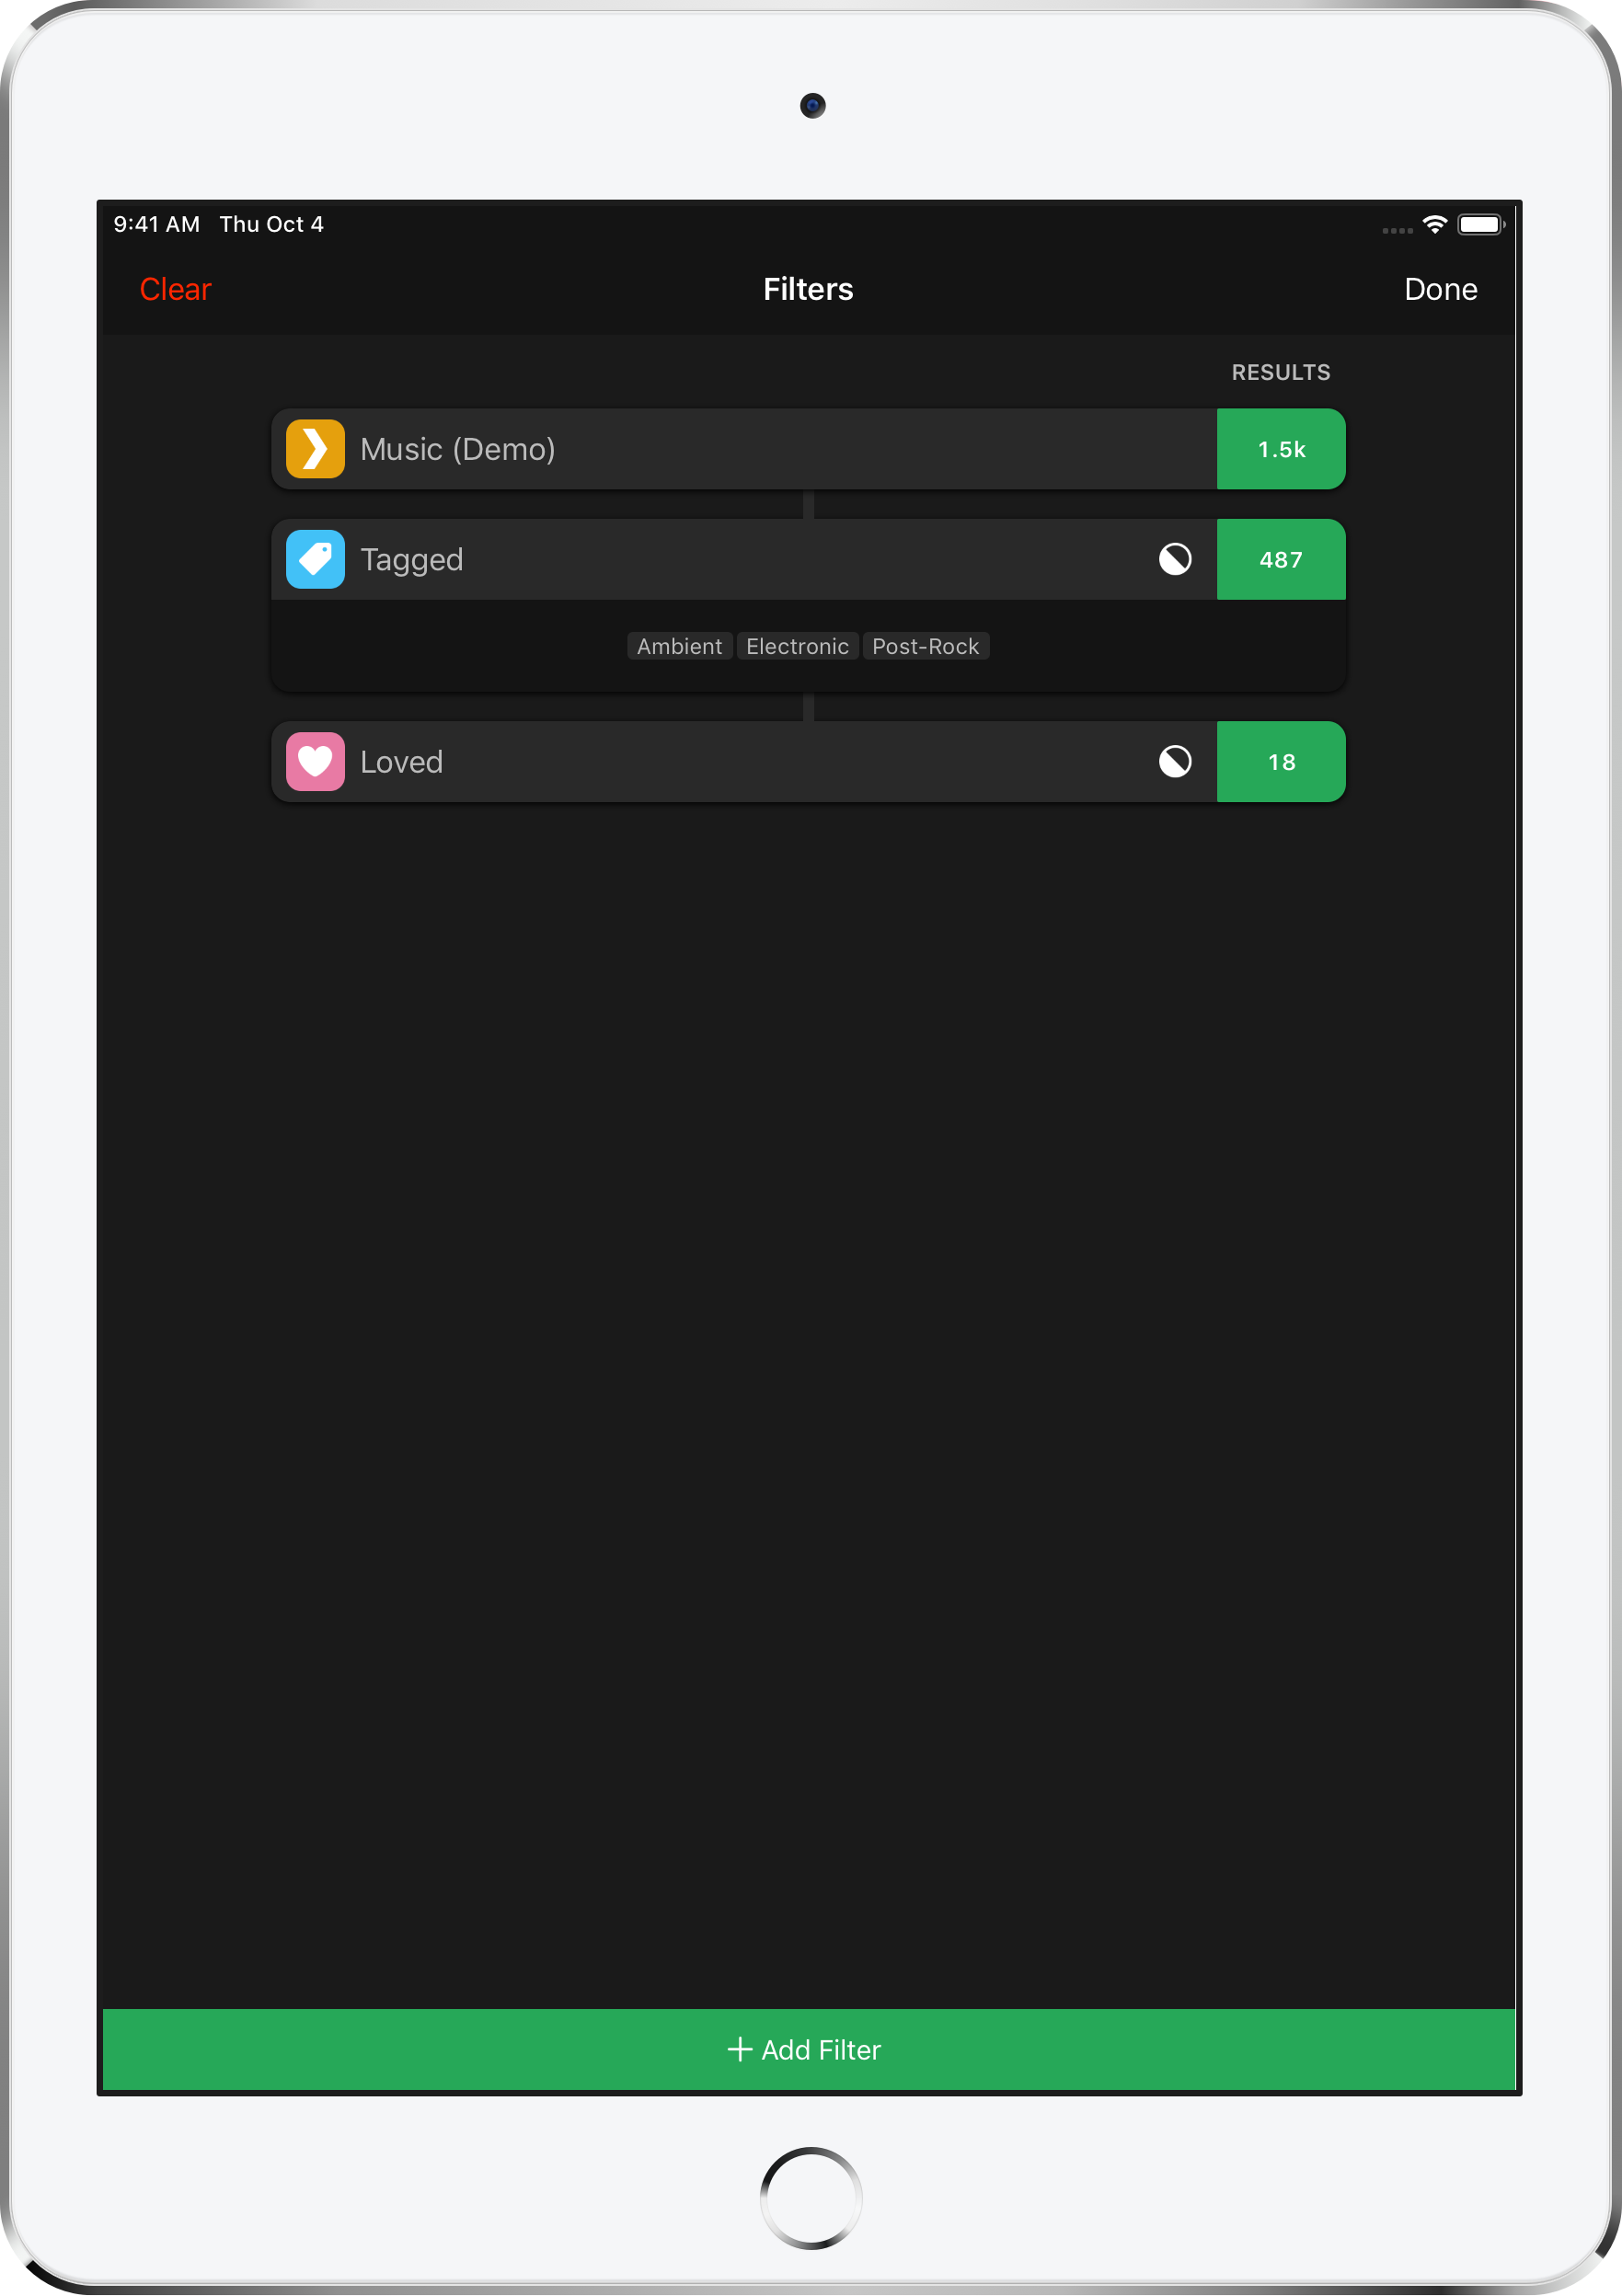 9:41 AM Thu Oct 4
Clear Filters Done
RESULTS
Music (Demo) 1.5k
Tagged 487
Ambient Electronic Post-Rock
Loved 18
+ Add Filter